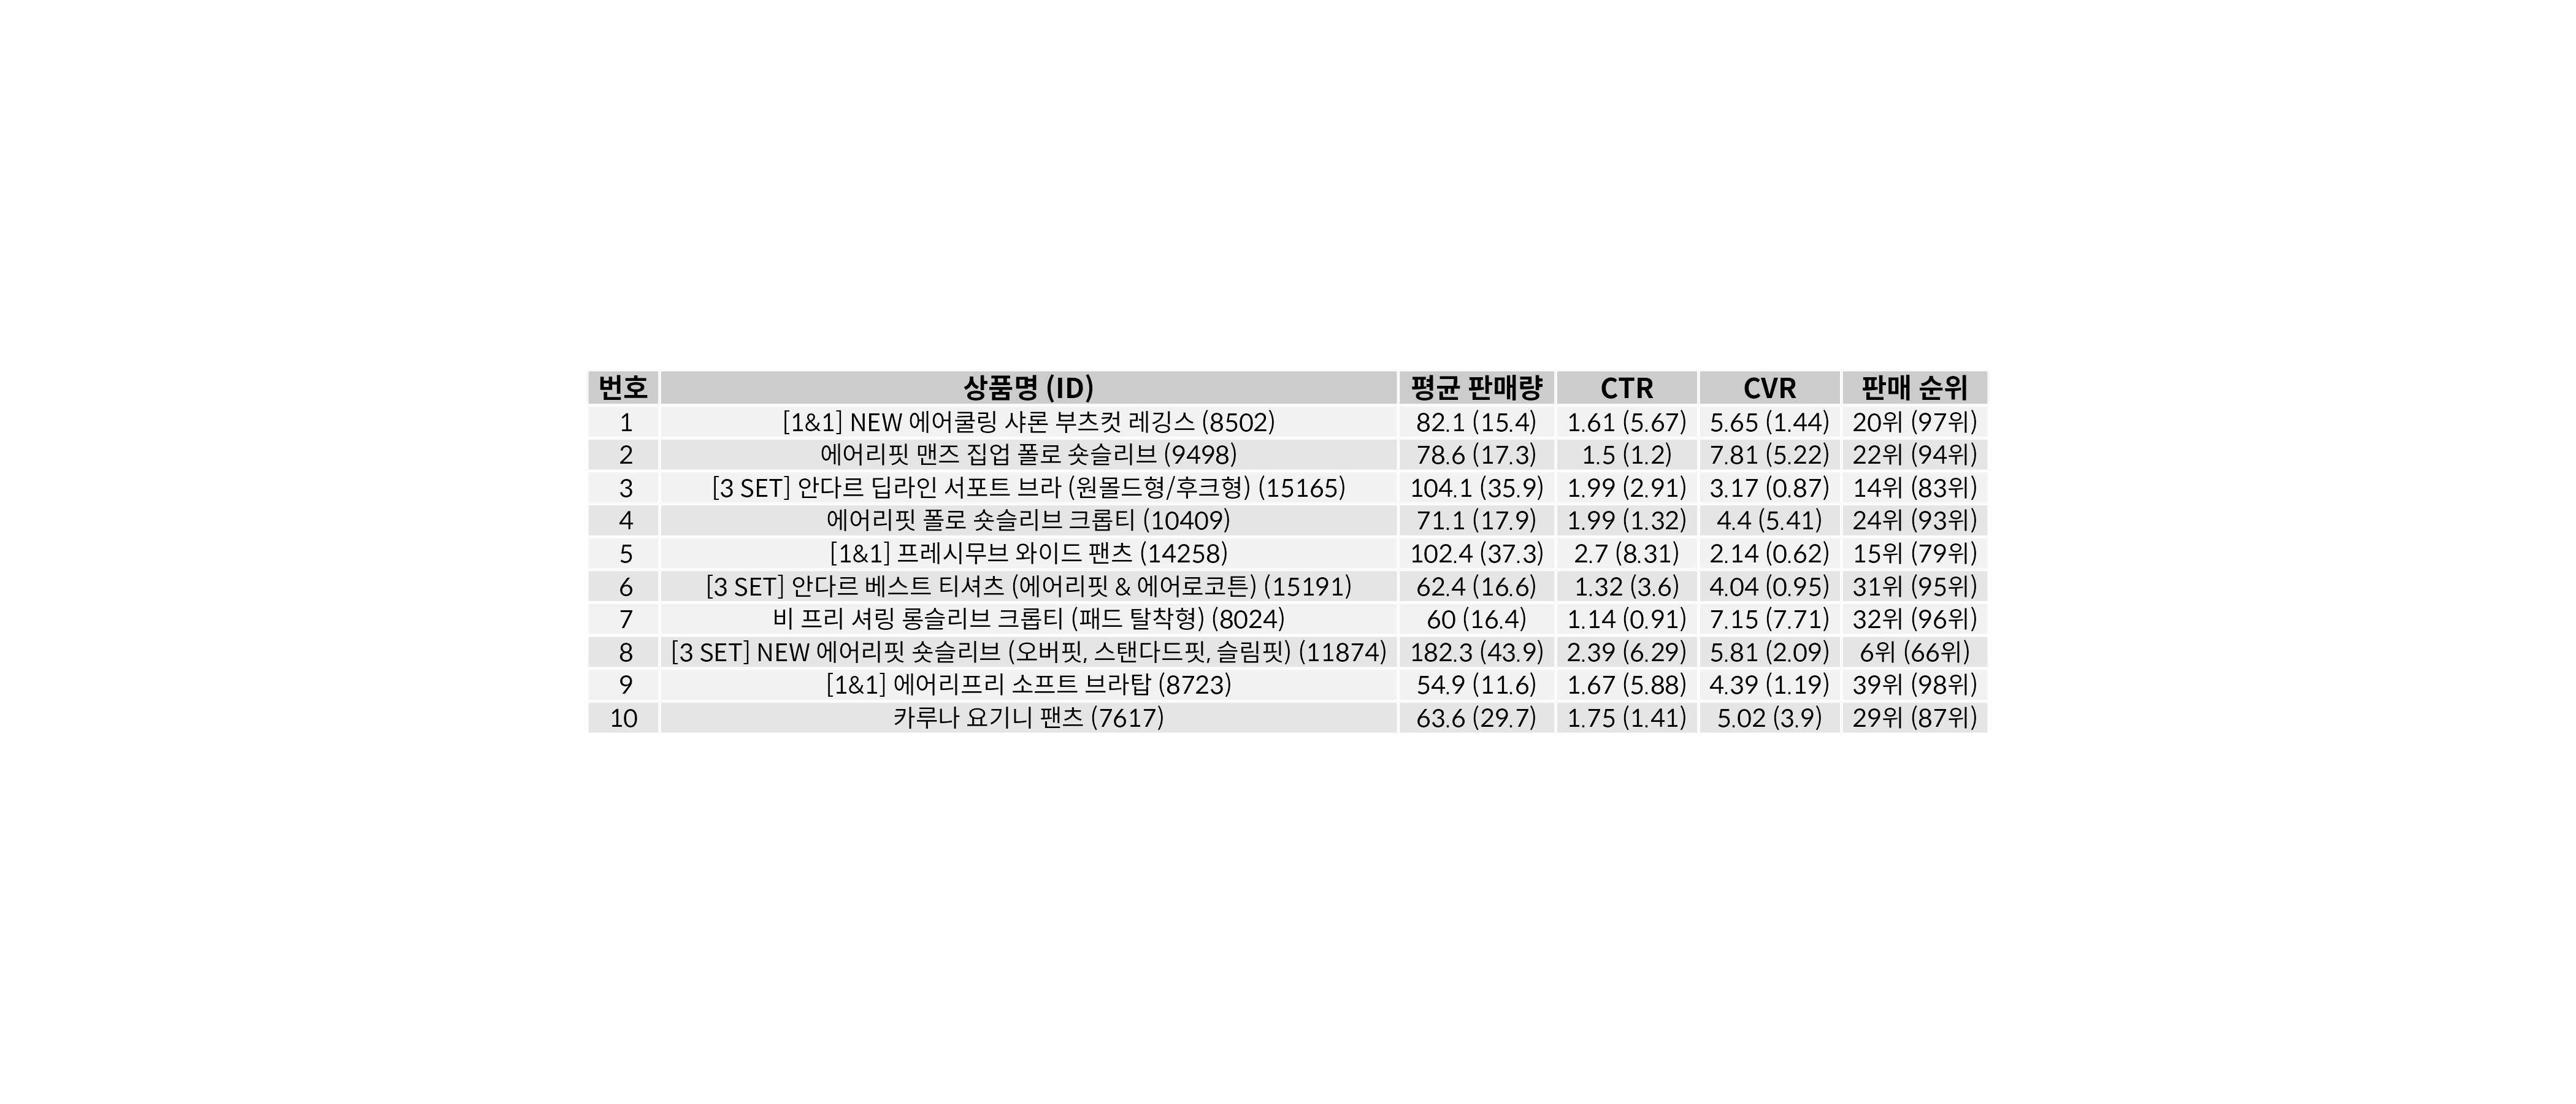 번호 상품명 (ID) 평균 판매량 CTR CVR 판매 순위
1 [1&1] NEW 에어쿨링 샤론 부츠컷 레깅스 (8502) 82.1 (15.4) 1.61 (5.67) 5.65 (1.44) 20위 (97위)
2 에어리핏 맨즈 집업 폴로 숏슬리브 (9498) 78.6 (17.3) 1.5 (1.2) 7.81 (5.22) 22위 (94위)
3 [3 SET] 안다르 딥라인 서포트 브라 (원몰드형/후크형) (15165) 104.1 (35.9) 1.99 (2.91) 3.17 (0.87) 14위 (83위)
4 에어리핏 폴로 숏슬리브 크롭티 (10409) 71.1 (17.9) 1.99 (1.32) 4.4 (5.41) 24위 (93위)
5 [1&1] 프레시무브 와이드 팬츠 (14258) 102.4 (37.3) 2.7 (8.31) 2.14 (0.62) 15위 (79위)
6 [3 SET] 안다르 베스트 티셔츠 (에어리핏 & 에어로코튼) (15191) 62.4 (16.6) 1.32 (3.6) 4.04 (0.95) 31위 (95위)
7 비 프리 셔링 롱슬리브 크롭티 (패드 탈착형) (8024) 60 (16.4) 1.14 (0.91) 7.15 (7.71) 32위 (96위)
8 [3 SET] NEW 에어리핏 숏슬리브 (오버핏, 스탠다드핏, 슬림핏) (11874) 182.3 (43.9) 2.39 (6.29) 5.81 (2.09) 6위 (66위)
9 [1&1] 에어리프리 소프트 브라탑 (8723) 54.9 (11.6) 1.67 (5.88) 4.39 (1.19) 39위 (98위)
10 카루나 요기니 팬츠 (7617) 63.6 (29.7) 1.75 (1.41) 5.02 (3.9) 29위 (87위)